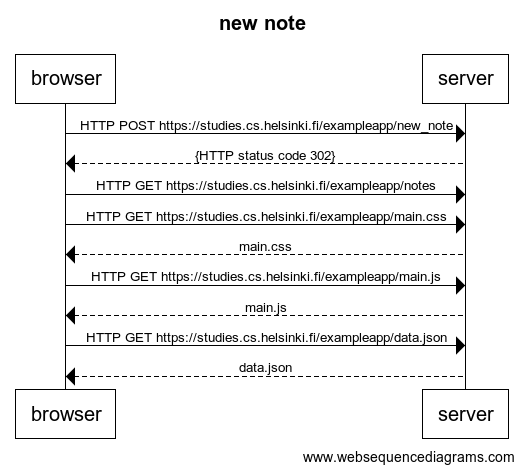 new note
browser
server
HTTP POST https://studies.cs.helsinki.fi/exampleapp/new_note
{HTTP status code 302}
HTTP GET https://studies.cs.helsinki.fi/exampleapp/notes
HTTP GET https://studies.cs.helsinki.fi/exampleapp/main.css
main.css
HTTP GET https://studies.cs.helsinki.fi/exampleapp/main.js
main.js
HTTP GET https://studies.cs.helsinki.fi/exampleapp/data.json
data.json
browser
server
www.websequencediagrams.com